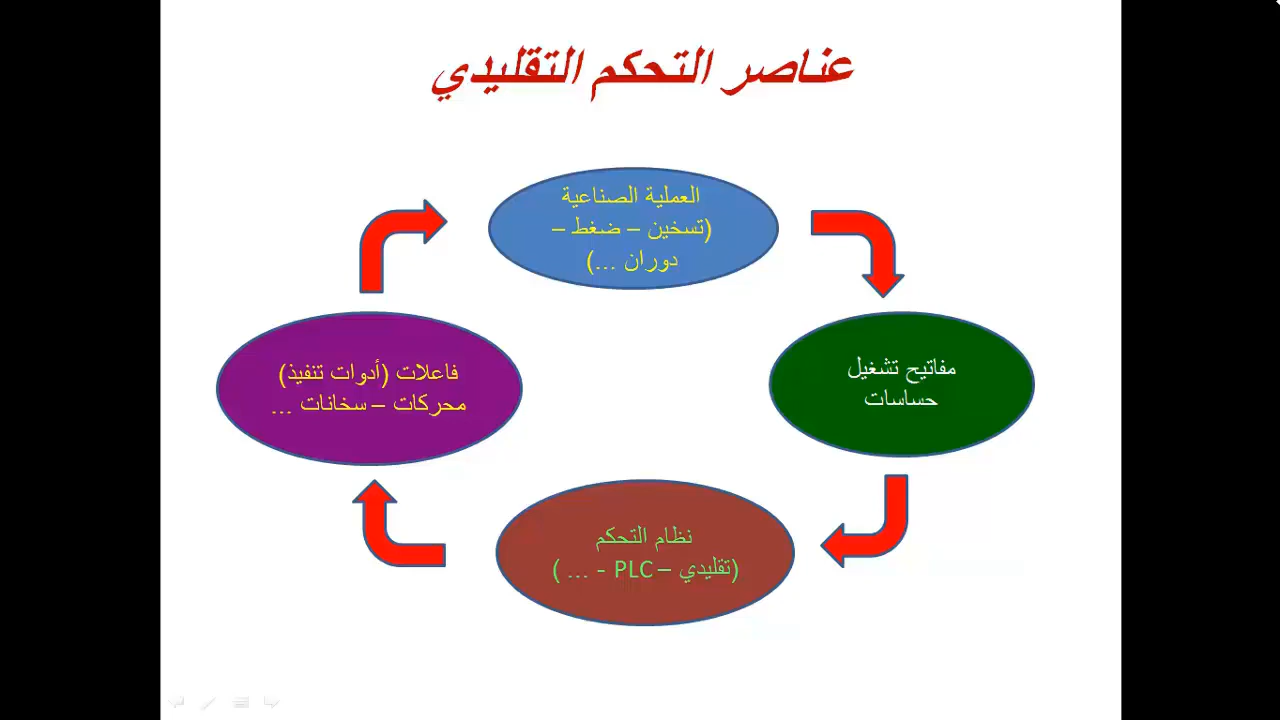 عناصر التحكم التقليدي
العملية الصناعية
(تسخين – ضغط –
دوران ...)
مفاتيح تشغيل
حساسات
نظام التحكم
(تقليدي – PLC - ... )
فاعلات (أدوات تنفيذ)
محركات – سخانات ...